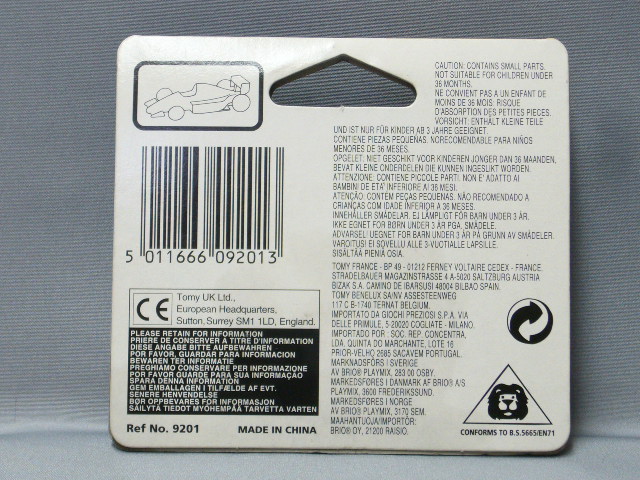 CAUTION: CONTAINS SMALL PARTS.
NOT SUITABLE FOR CHILDREN UNDER
36 MONTHS.
NE CONVIENT PAS A UN ENFANT DE
MOINS DE 36 MOIS: RISQUE
D'ABSORPTION DES PETITES PIECES.
VORSICHT: ENTHÄLT KLEINE TEILE
UND IST NUR FÜR KINDER AB 3 JAHRE GEEIGNET.
CONTIENE PIEZAS PEQUEÑAS. NORECOMENDABLE PARA NIÑOS
MENORES DE 36 MESES.
OPGELET: NIET GESCHIKT VOOR KINDEREN JONGER DAN 36 MAANDEN,
BEVAT KLEINE ONDERDELEN DIE KUNNEN INGESLIKT WORDEN.
ATTENZIONE: CONTIENE PICCOLE PARTI. NON E' ADATTO AI
BAMBINI DE ETA' INFERIORE AI 36 MESI.
ATENÇÃO: CONTÉM PEÇAS PEQUENAS. NÃO RECOMENDADO A
CRIANÇAS COM IDADE INFERIOR A 36 MESES.
INNEHÅLLER SMÅDELAR. EJ LÄMPLIGT FÖR BARN UNDER 3 ÅR.
IKKE EGNET FOR BØRN UNDER 3 ÅR PGA. SMÅDELE.
ADVARSEL! UEGNET FOR BARN UNDER 3 ÅR PÅ GRUNN AV SMÅDELER.
VAROITUS! EI SOVELLU ALLE 3-VUOTIALLE LAPSILLE.
SISÄLTÄÄ PIENIÄ OSIA.
TOMY FRANCE - BP 49 - 01212 FERNEY VOLTAIRE CEDEX - FRANCE.
STRADELBAUER MAGAZINSTRASSE 4 A-5020 SALTZBURG AUSTRIA
BIZAK S.A. CAMINO DE IBARSUSI 48004 BILBAO SPAIN.
TOMY BENELUX SA/NV ASSESTEENWEG
117 C B-1740 TERNAT BELGIUM.
IMPORTATO DA GIOCHI PREZIOSI S.P.A. VIA
DELLE PRIMULE, 5-20020 COGLIATE - MILANO.
IMPORTADO POR : SOC. REP. CONCENTRA,
LDA. QUINTA DO MARCHANTE, LOTE 16
PRIOR-VELHO 2685 SACAVEM PORTUGAL.
MARKNADSFÖRS I SVERIGE
AV BRIO® PLAYMIX, 283 00 OSBY.
MARKEDSFØRES I DANMARK AF BRIO® A/S
PLAYMIX, 3600 FREDERIKSSUND.
MARKEDSFØRES I NORGE
AV BRIO® PLAYMIX, 3170 SEM.
MAAHANTUOJA/IMPORTÖR:
BRIO® OY, 21200 RAISIO.
5 011666 092013
CE
Tomy UK Ltd.,
European Headquarters,
Sutton, Surrey SM1 1LD, England.
PLEASE RETAIN FOR INFORMATION
PRIERE DE CONSERVER A TITRE D'INFORMATION
DIESE ANGABE BITTE AUFBEWAHREN
POR FAVOR, GUARDAR PARA INFORMACION
BEWAREN TER INFORMATIE
PREGHIAMO CONSERVARE PER INFORMAZIONE
POR FAVOR GUARDE PARA SUA INFORMAÇÃO
SPARA DENNA INFORMATION
GEM EMBALLAGEN I TILFÆLDE AF EVT.
SENERE HENVENDELSE
BØR OPPBEVARES FOR INFORMASJON
SÄILYTÄ TIEDOT MYÖHEMPÄÄ TARVETTA VARTEN
Ref No. 9201 MADE IN CHINA
CONFORMS TO B.S.5665/EN71